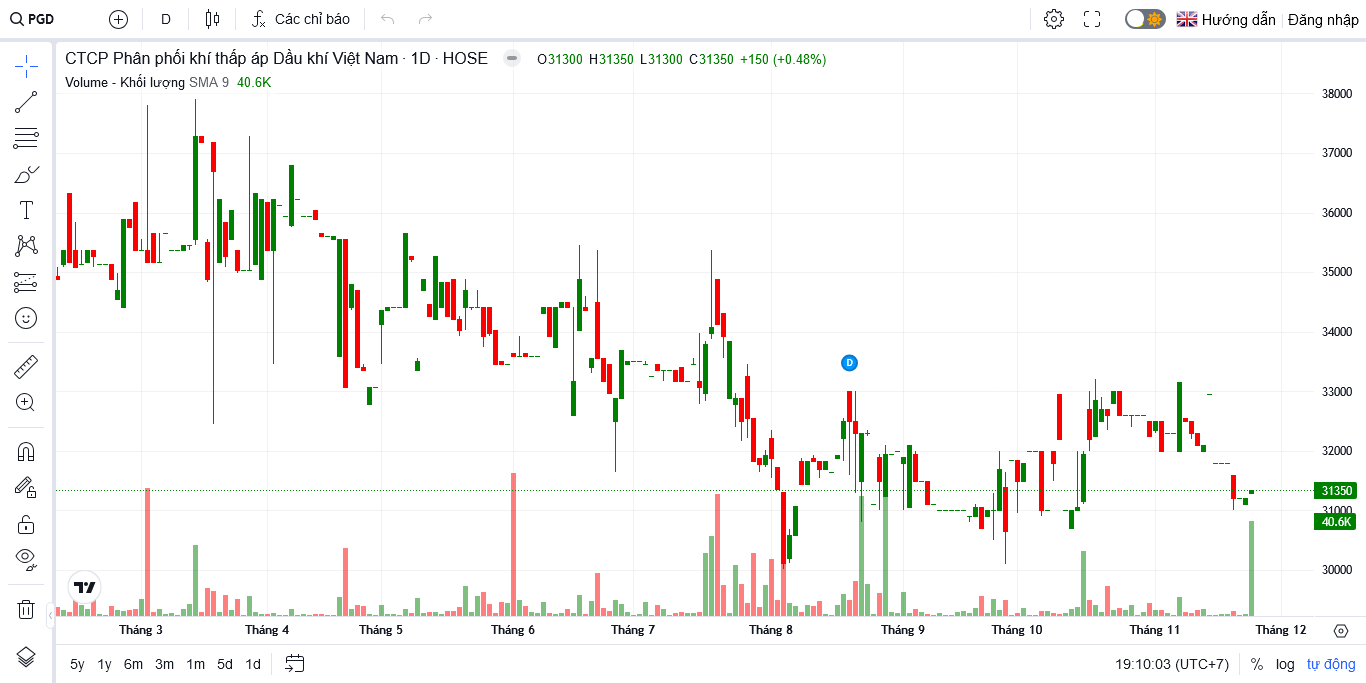 PGD D Các chỉ báo Hướng dẫn Đăng nhập
CTCP Phân phối khí thấp áp Dầu khí Việt Nam · 1D · HOSE O31300 H31350 L31300 C31350 +150 (+0.48%)
Volume - Khối lượng SMA 9 40.6K
38000
37000
36000
35000
34000
33000
32000
31350
31000
40.6K
30000
D
Tháng 3 Tháng 4 Tháng 5 Tháng 6 Tháng 7 Tháng 8 Tháng 9 Tháng 10 Tháng 11 Tháng 12
5y 1y 6m 3m 1m 5d 1d 19:10:03 (UTC+7) % log tự động